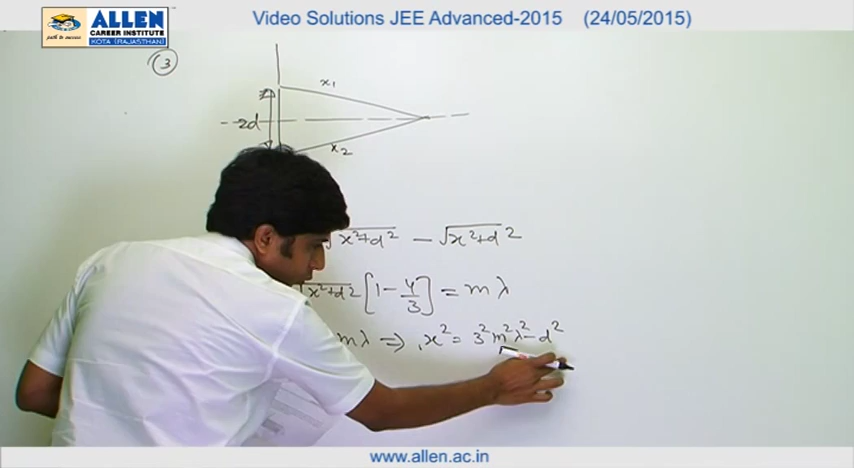 ALLEN
CAREER INSTITUTE
path to success
KOTA (RAJASTHAN)
Video Solutions JEE Advanced-2015 (24/05/2015)
3
x₁
2d
x₂
√x²+d² − √x²+d²  2
√x²+d² [1 − 4/3] = mλ
mλ ⇒ x² = 3²m²λ² − d²
www.allen.ac.in